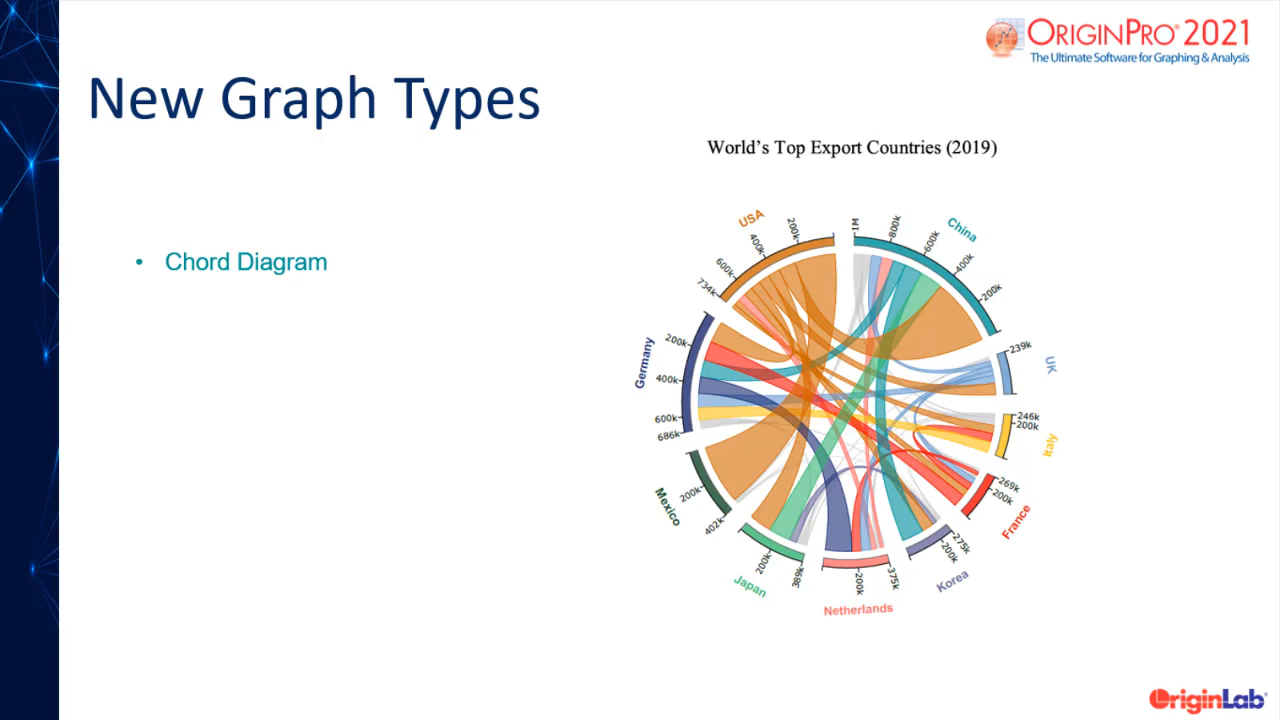 ORIGINPRO® 2021
The Ultimate Software for Graphing & Analysis
New Graph Types
World's Top Export Countries (2019)
• Chord Diagram
USA
200k
400k
600k
734k
China
1M
800k
600k
400k
200k
UK
239k
Italy
246k
200k
France
269k
200k
Korea
275k
200k
Netherlands
375k
200k
Japan
389k
200k
Mexico
402k
200k
Germany
200k
400k
600k
686k
OriginLab®